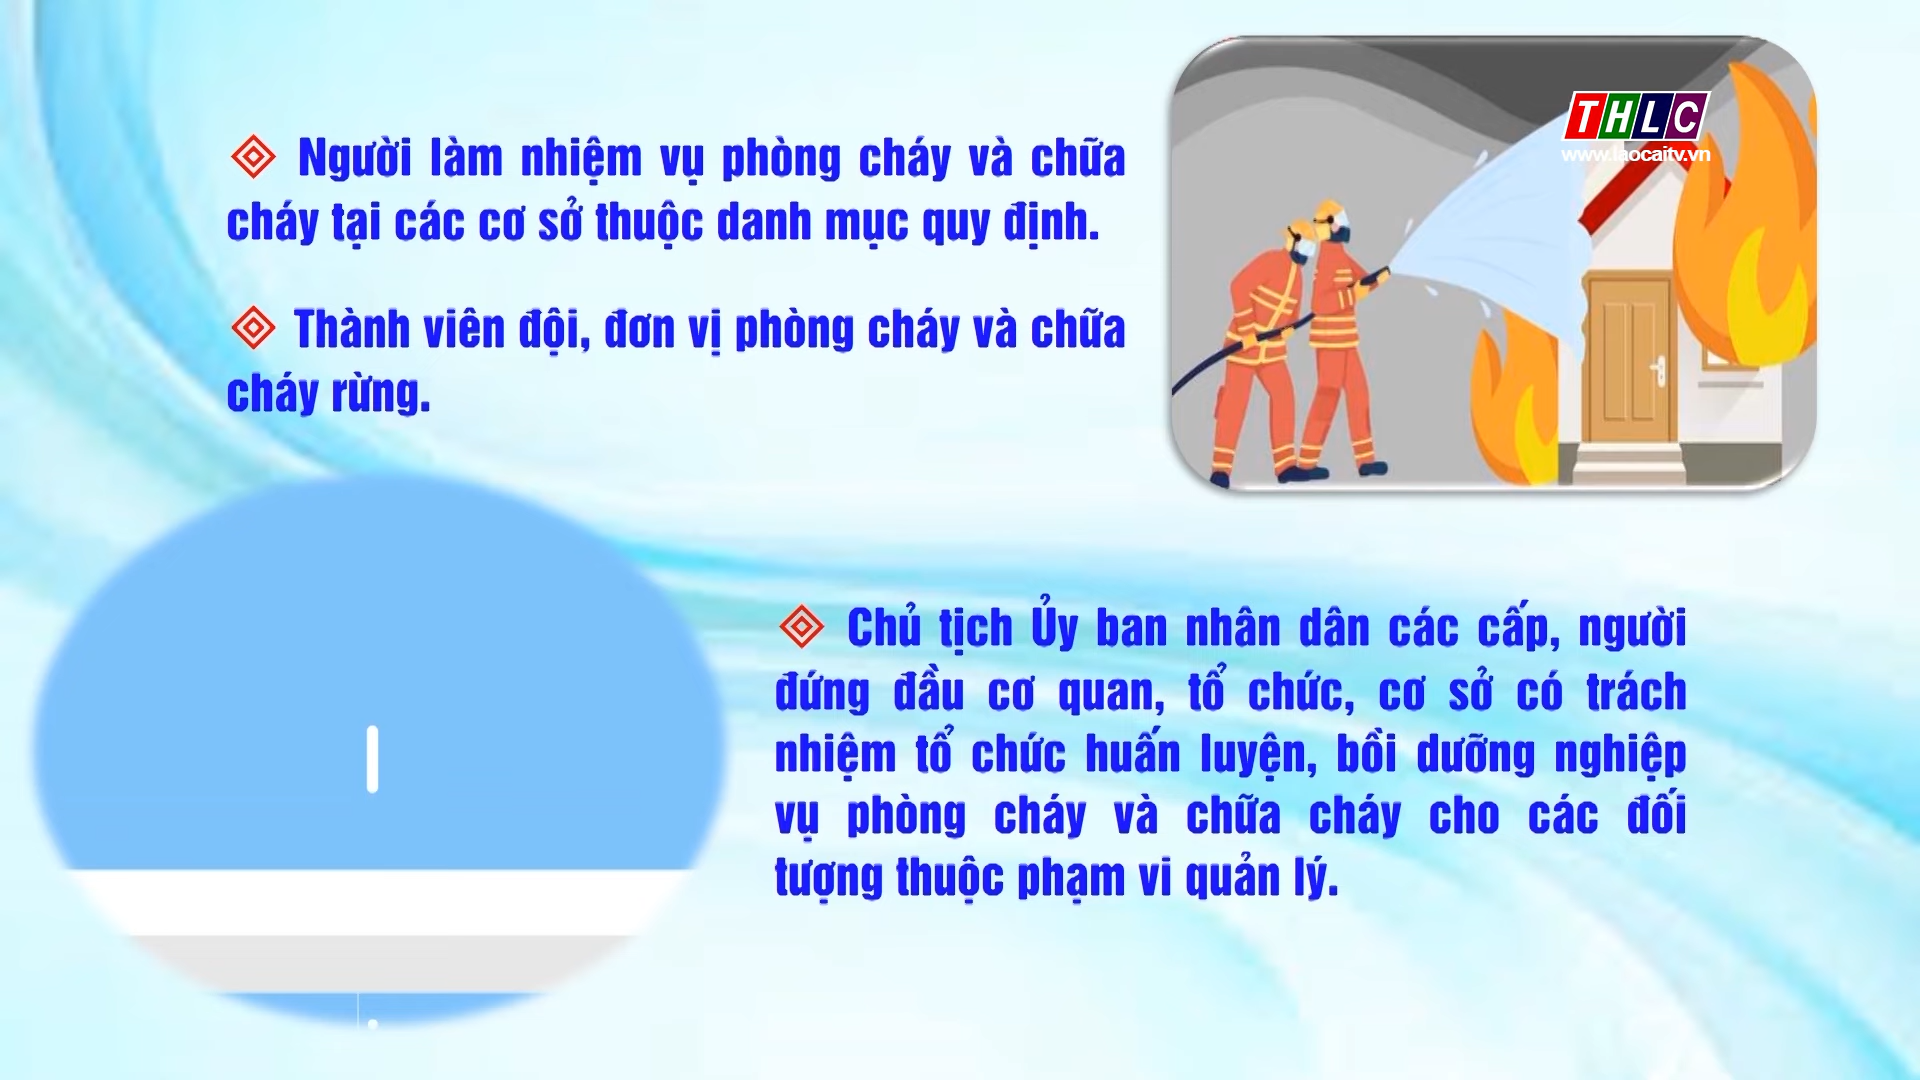 THLC
www.laocaitv.vn
Người làm nhiệm vụ phòng cháy và chữa
cháy tại các cơ sở thuộc danh mục quy định.
Thành viên đội, đơn vị phòng cháy và chữa
cháy rừng.
Chủ tịch Ủy ban nhân dân các cấp, người
đứng đầu cơ quan, tổ chức, cơ sở có trách
nhiệm tổ chức huấn luyện, bồi dưỡng nghiệp
vụ phòng cháy và chữa cháy cho các đối
tượng thuộc phạm vi quản lý.